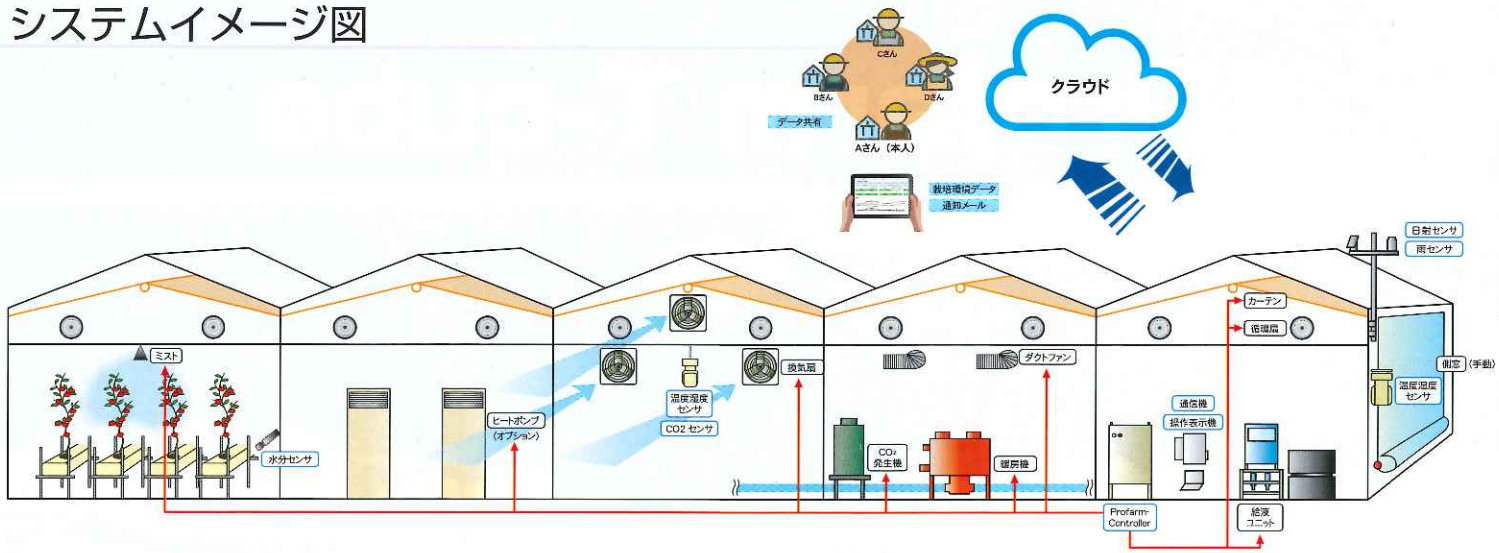 システムイメージ図
Cさん
Bさん
Dさん
データ共有
Aさん（本人）
クラウド
栽培環境データ
通知メール
日射センサ
雨センサ
カーテン
循環扇
ミスト
換気扇
ダクトファン
側窓（手動）
温度湿度
センサ
CO2 センサ
温度湿度
センサ
ヒートポンプ
（オプション）
通信機
操作表示機
水分センサ
CO₂
発生機
暖房機
Profarm-
Controller
給液
ユニット